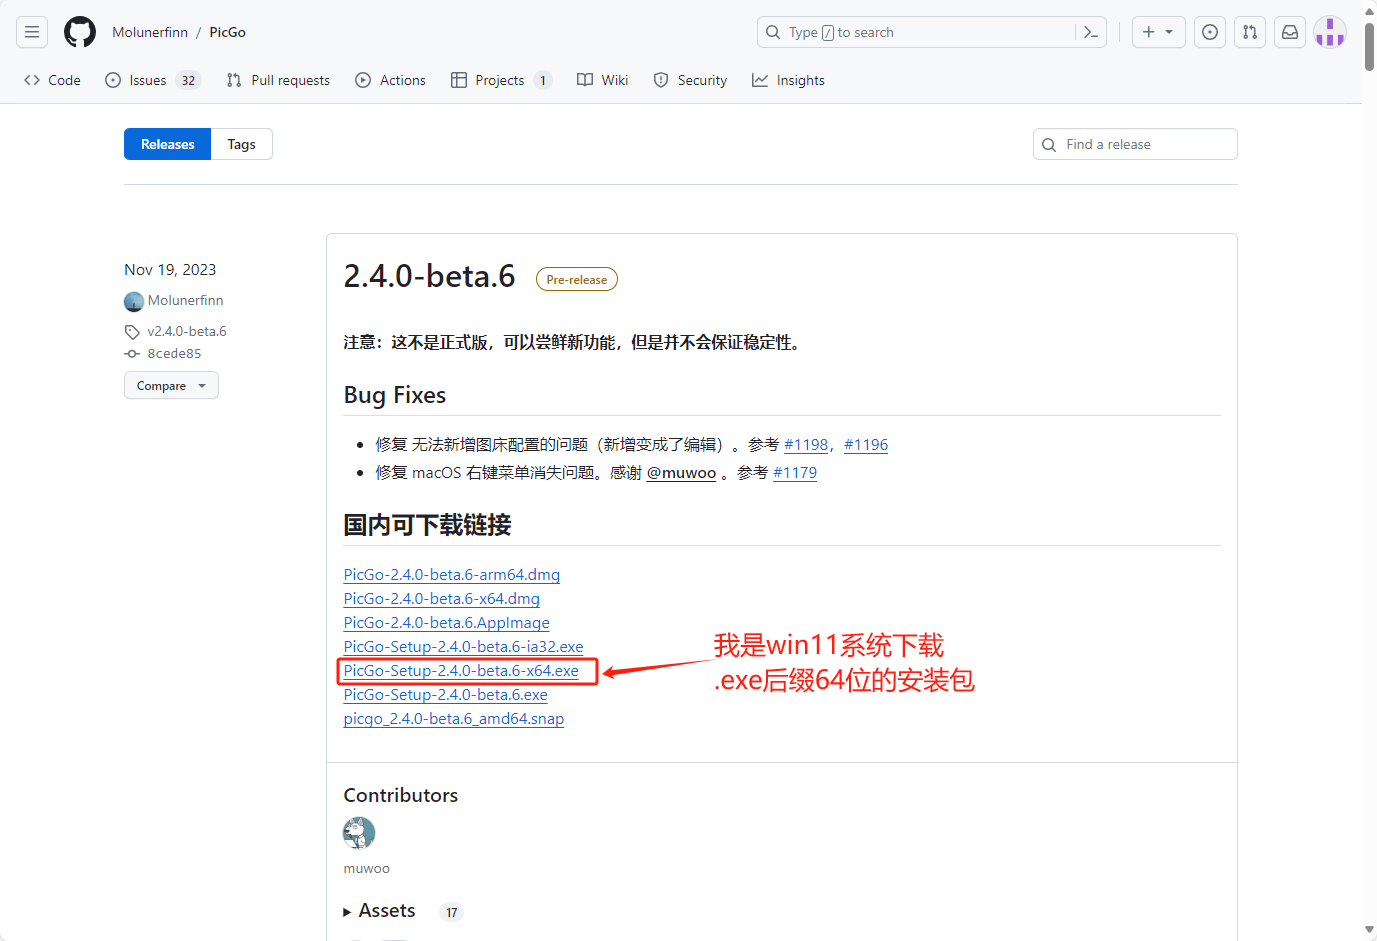 Molunerfinn / PicGo
Type / to search
Code
Issues 32
Pull requests
Actions
Projects 1
Wiki
Security
Insights
Releases
Tags
Find a release
Nov 19, 2023
Molunerfinn
v2.4.0-beta.6
8cede85
Compare
2.4.0-beta.6 Pre-release
注意：这不是正式版，可以尝鲜新功能，但是并不会保证稳定性。
Bug Fixes
修复 无法新增图床配置的问题（新增变成了编辑）。参考 #1198，#1196
修复 macOS 右键菜单消失问题。感谢 @muwoo 。参考 #1179
国内可下载链接
PicGo-2.4.0-beta.6-arm64.dmg
PicGo-2.4.0-beta.6-x64.dmg
PicGo-2.4.0-beta.6.AppImage
PicGo-Setup-2.4.0-beta.6-ia32.exe
PicGo-Setup-2.4.0-beta.6-x64.exe
PicGo-Setup-2.4.0-beta.6.exe
picgo_2.4.0-beta.6_amd64.snap
我是win11系统下载
.exe后缀64位的安装包
Contributors
muwoo
Assets 17